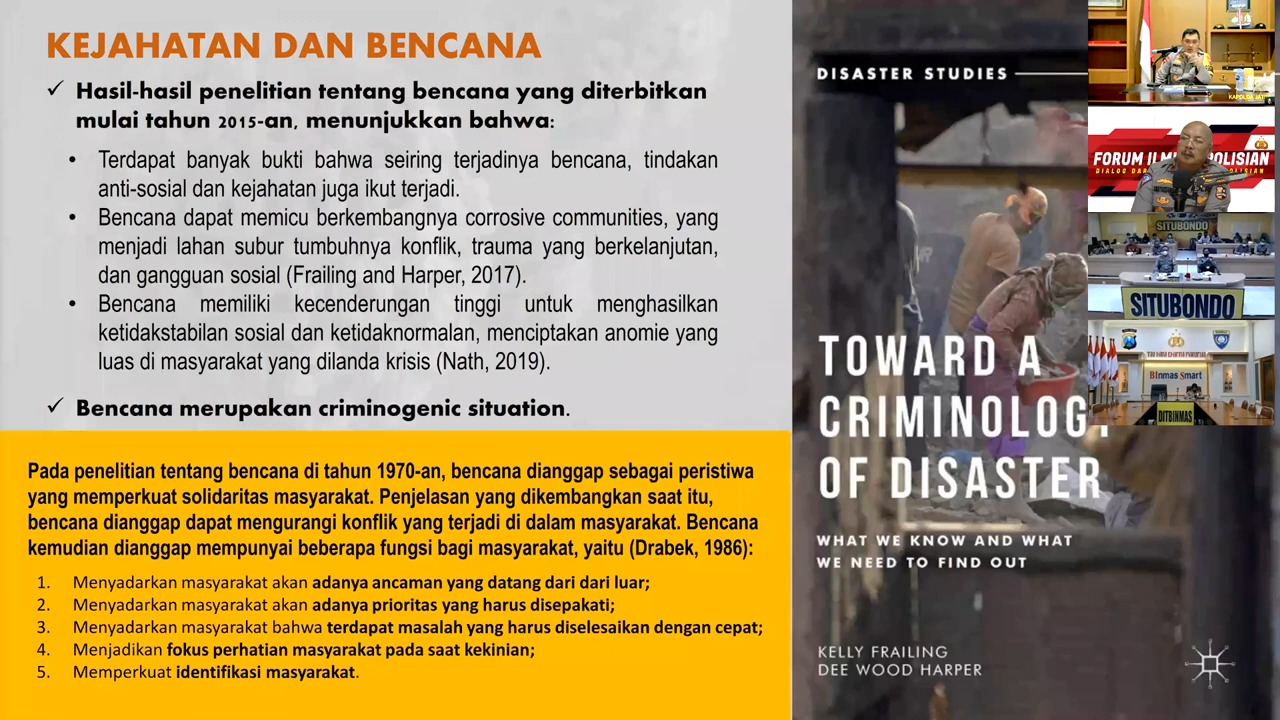 KEJAHATAN DAN BENCANA
✓ Hasil-hasil penelitian tentang bencana yang diterbitkan
mulai tahun 2015-an, menunjukkan bahwa:
• Terdapat banyak bukti bahwa seiring terjadinya bencana, tindakan
anti-sosial dan kejahatan juga ikut terjadi.
• Bencana dapat memicu berkembangnya corrosive communities, yang
menjadi lahan subur tumbuhnya konflik, trauma yang berkelanjutan,
dan gangguan sosial (Frailing and Harper, 2017).
• Bencana memiliki kecenderungan tinggi untuk menghasilkan
ketidakstabilan sosial dan ketidaknormalan, menciptakan anomie yang
luas di masyarakat yang dilanda krisis (Nath, 2019).
✓ Bencana merupakan criminogenic situation.
Pada penelitian tentang bencana di tahun 1970-an, bencana dianggap sebagai peristiwa
yang memperkuat solidaritas masyarakat. Penjelasan yang dikembangkan saat itu,
bencana dianggap dapat mengurangi konflik yang terjadi di dalam masyarakat. Bencana
kemudian dianggap mempunyai beberapa fungsi bagi masyarakat, yaitu (Drabek, 1986):
1. Menyadarkan masyarakat akan adanya ancaman yang datang dari dari luar;
2. Menyadarkan masyarakat akan adanya prioritas yang harus disepakati;
3. Menyadarkan masyarakat bahwa terdapat masalah yang harus diselesaikan dengan cepat;
4. Menjadikan fokus perhatian masyarakat pada saat kekinian;
5. Memperkuat identifikasi masyarakat.
DISASTER STUDIES
TOWARD A
CRIMINOLOGY
OF DISASTER
WHAT WE KNOW AND WHAT
WE NEED TO FIND OUT
KELLY FRAILING
DEE WOOD HARPER
FORUM
SITUBONDO
SITUBONDO
BInmas Smart
DITBINMAS